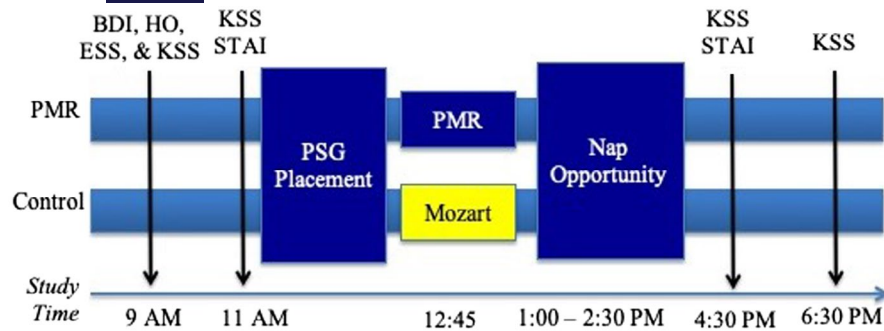 BDI, HO,
ESS, & KSS
KSS
STAI
KSS
STAI
KSS
PMR
PSG
Placement
PMR
Nap
Opportunity
Control
Mozart
Study
Time
9 AM
11 AM
12:45
1:00 – 2:30 PM
4:30 PM
6:30 PM